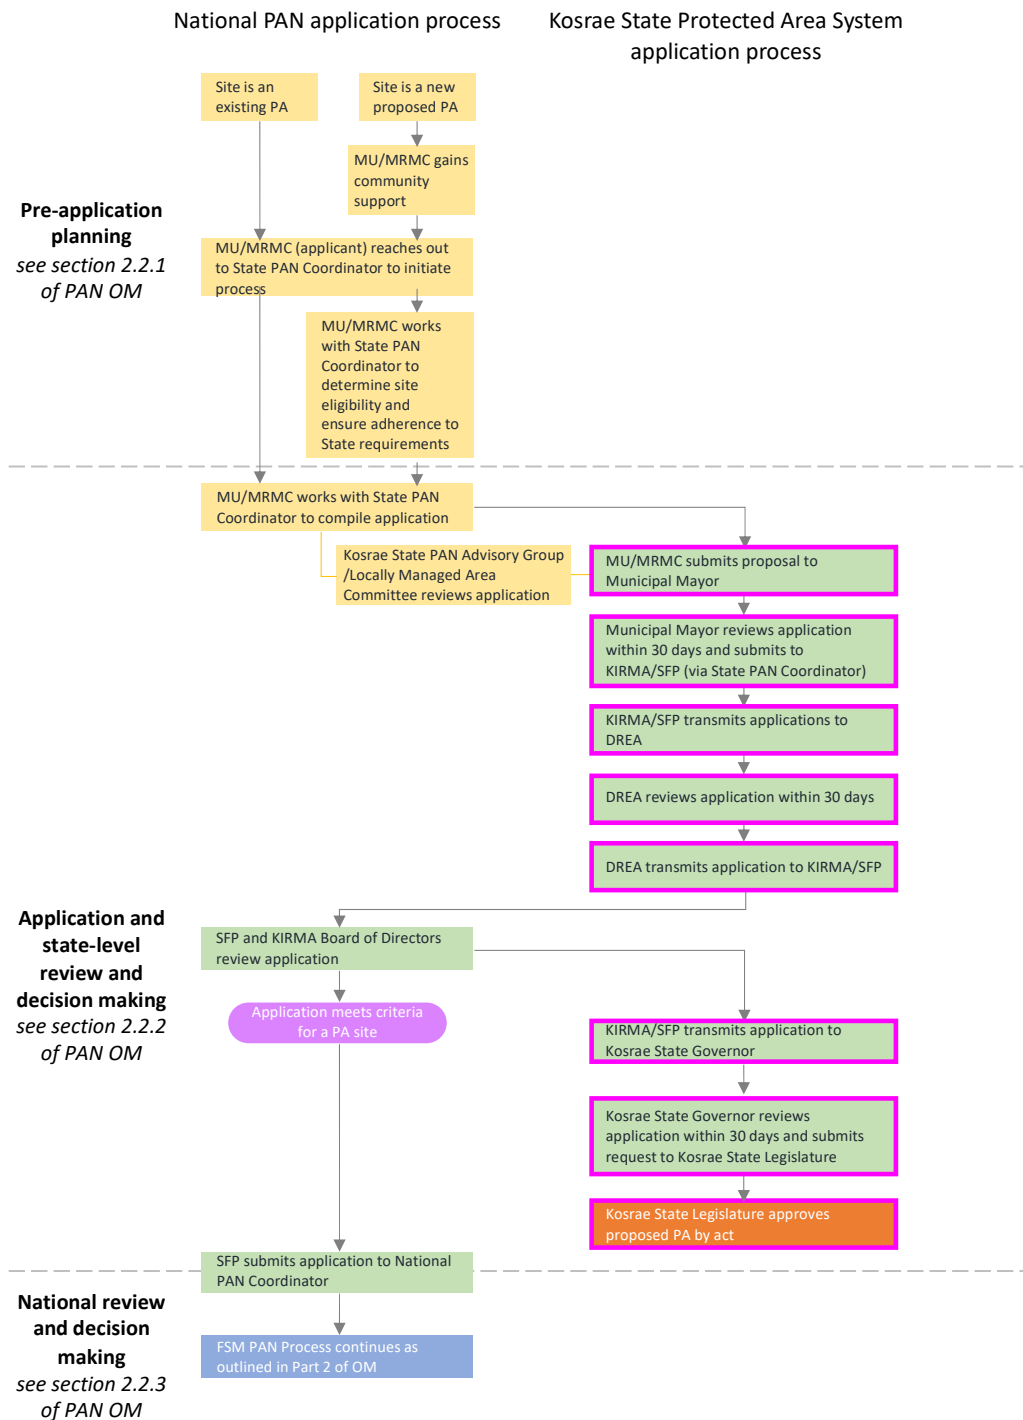 National PAN application process
Kosrae State Protected Area System
application process
Site is an
existing PA
Site is a new
proposed PA
MU/MRMC gains
community
support
Pre-application
planning
see section 2.2.1
of PAN OM
MU/MRMC (applicant) reaches out
to State PAN Coordinator to initiate
process
MU/MRMC works
with State PAN
Coordinator to
determine site
eligibility and
ensure adherence to
State requirements
MU/MRMC works with State PAN
Coordinator to compile application
Kosrae State PAN Advisory Group
/Locally Managed Area
Committee reviews application
MU/MRMC submits proposal to
Municipal Mayor
Municipal Mayor reviews application
within 30 days and submits to
KIRMA/SFP (via State PAN Coordinator)
KIRMA/SFP transmits applications to
DREA
DREA reviews application within 30 days
DREA transmits application to KIRMA/SFP
Application and
state-level
review and
decision making
see section 2.2.2
of PAN OM
SFP and KIRMA Board of Directors
review application
Application meets criteria
for a PA site
KIRMA/SFP transmits application to
Kosrae State Governor
Kosrae State Governor reviews
application within 30 days and submits
request to Kosrae State Legislature
Kosrae State Legislature approves
proposed PA by act
SFP submits application to National
PAN Coordinator
National review
and decision
making
see section 2.2.3
of PAN OM
FSM PAN Process continues as
outlined in Part 2 of OM